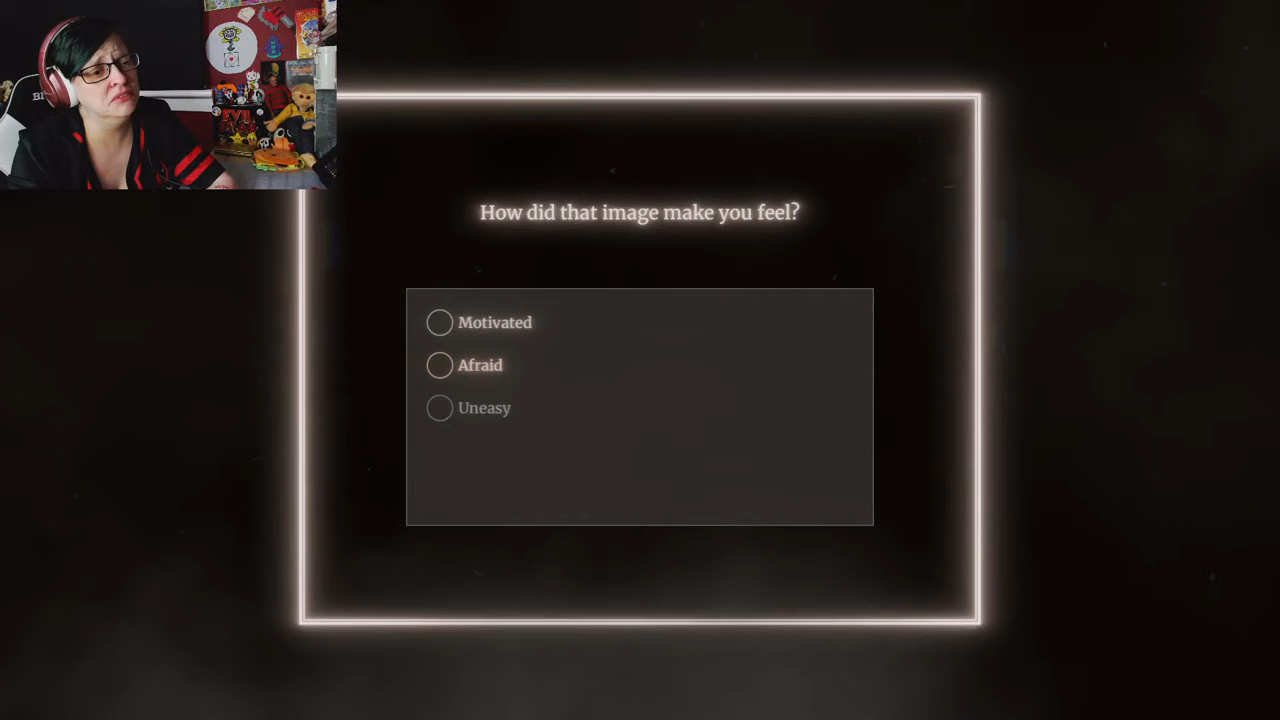 How did that image make you feel?
Motivated
Afraid
Uneasy